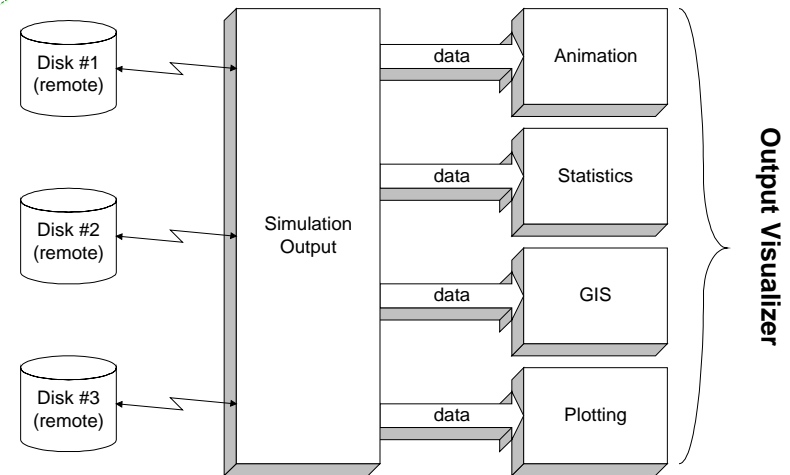 Disk #1
(remote)
Disk #2
(remote)
Disk #3
(remote)
Simulation
Output
data
data
data
data
Animation
Statistics
GIS
Plotting
Output Visualizer